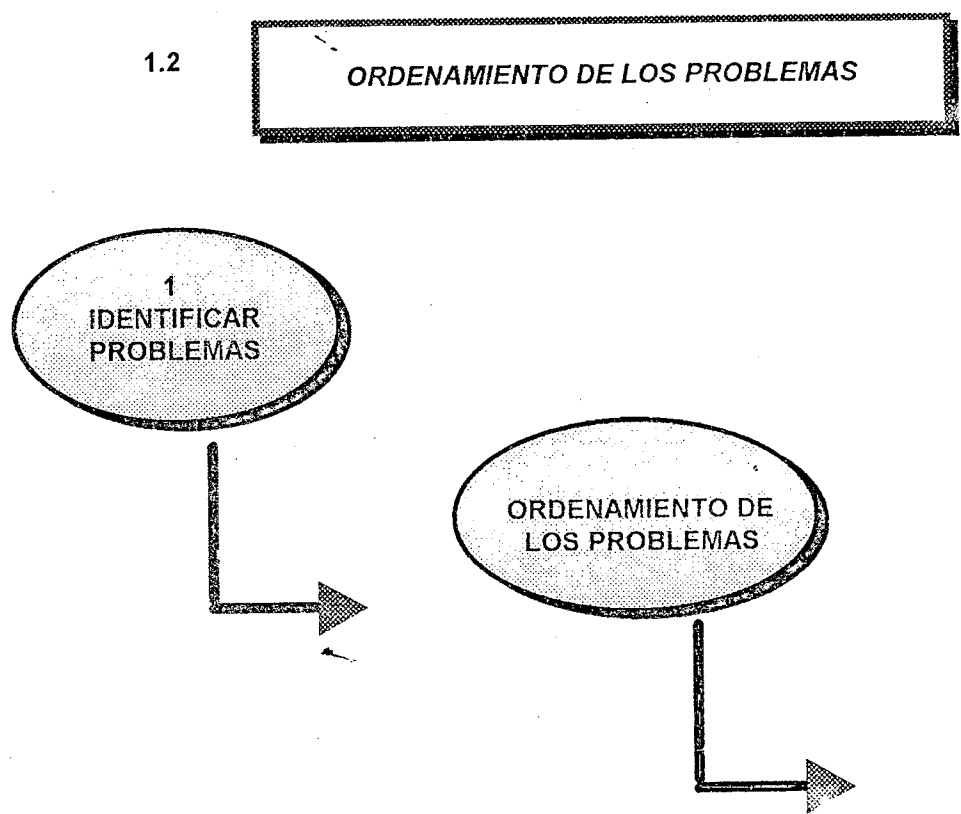 1.2
ORDENAMIENTO DE LOS PROBLEMAS
1
IDENTIFICAR
PROBLEMAS
ORDENAMIENTO DE
LOS PROBLEMAS